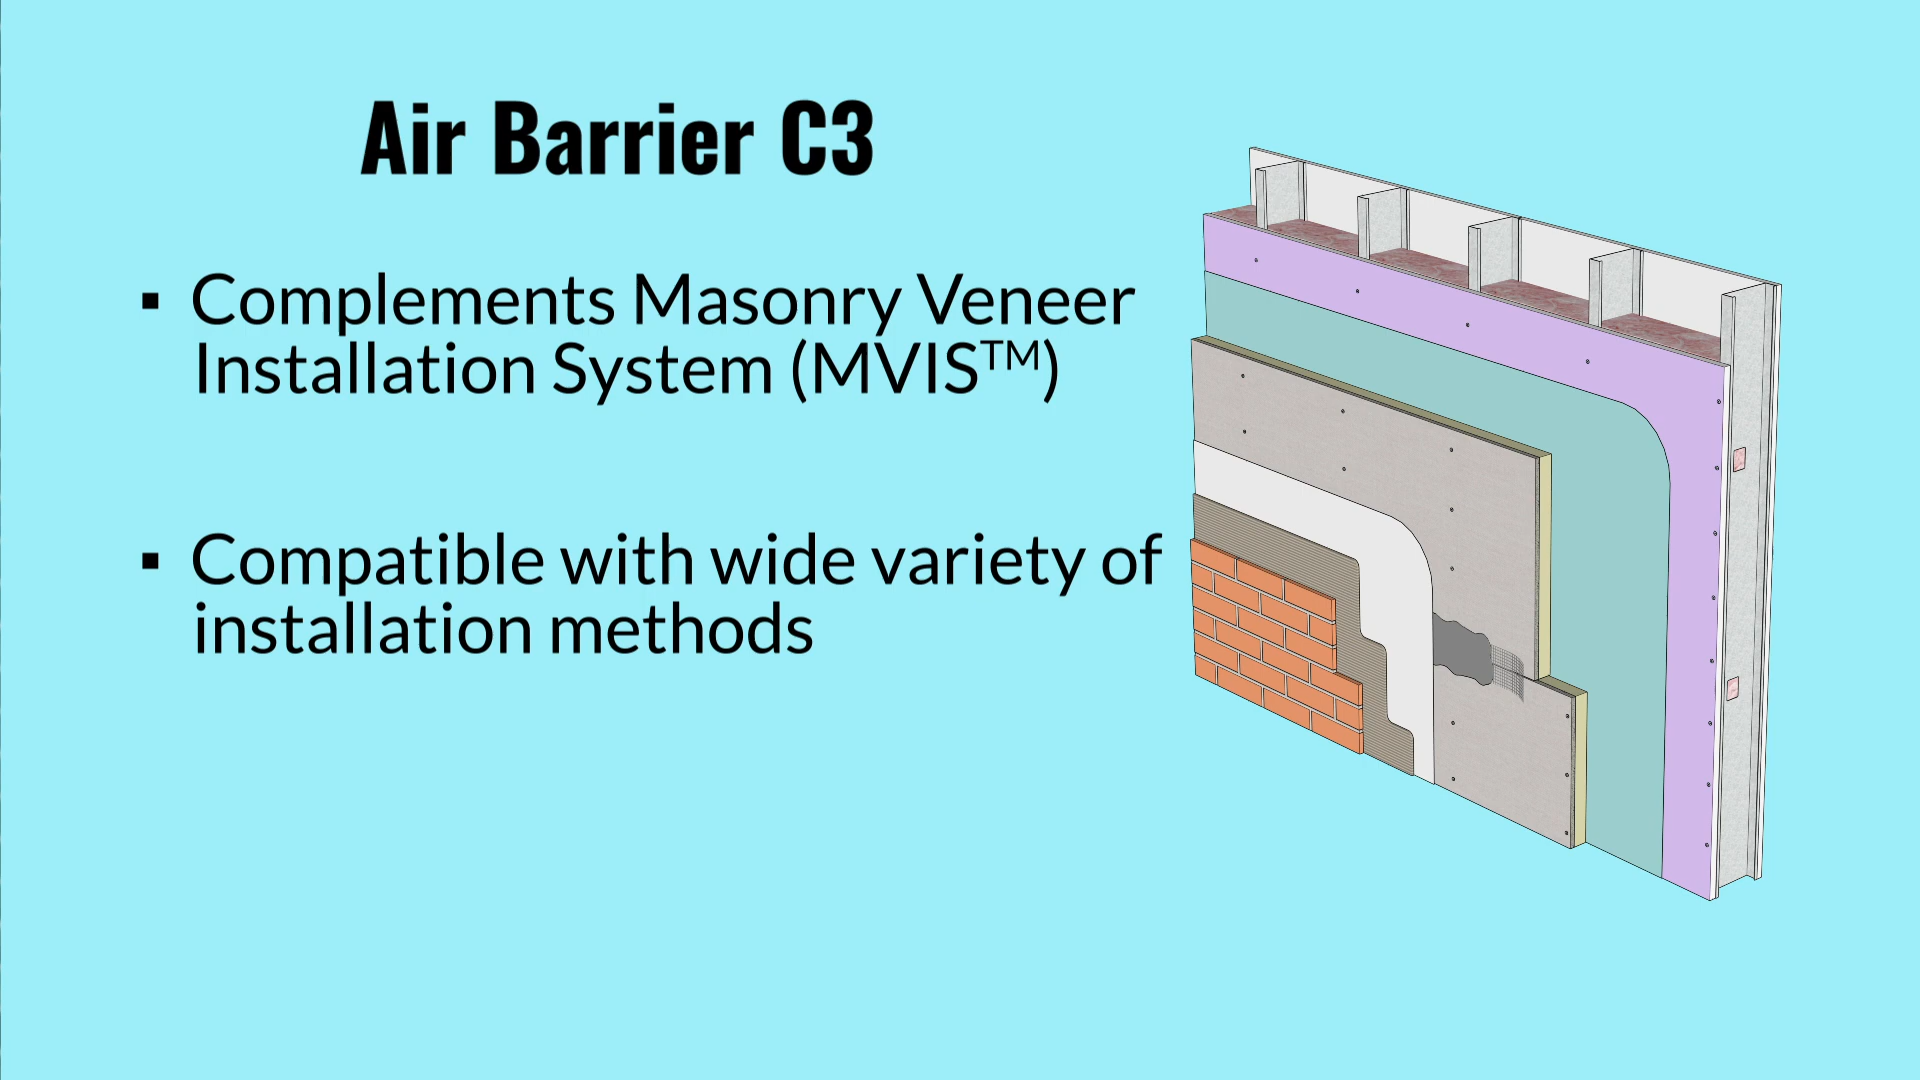 Air Barrier C3
▪ Complements Masonry Veneer
Installation System (MVIS™)
▪ Compatible with wide variety of
installation methods